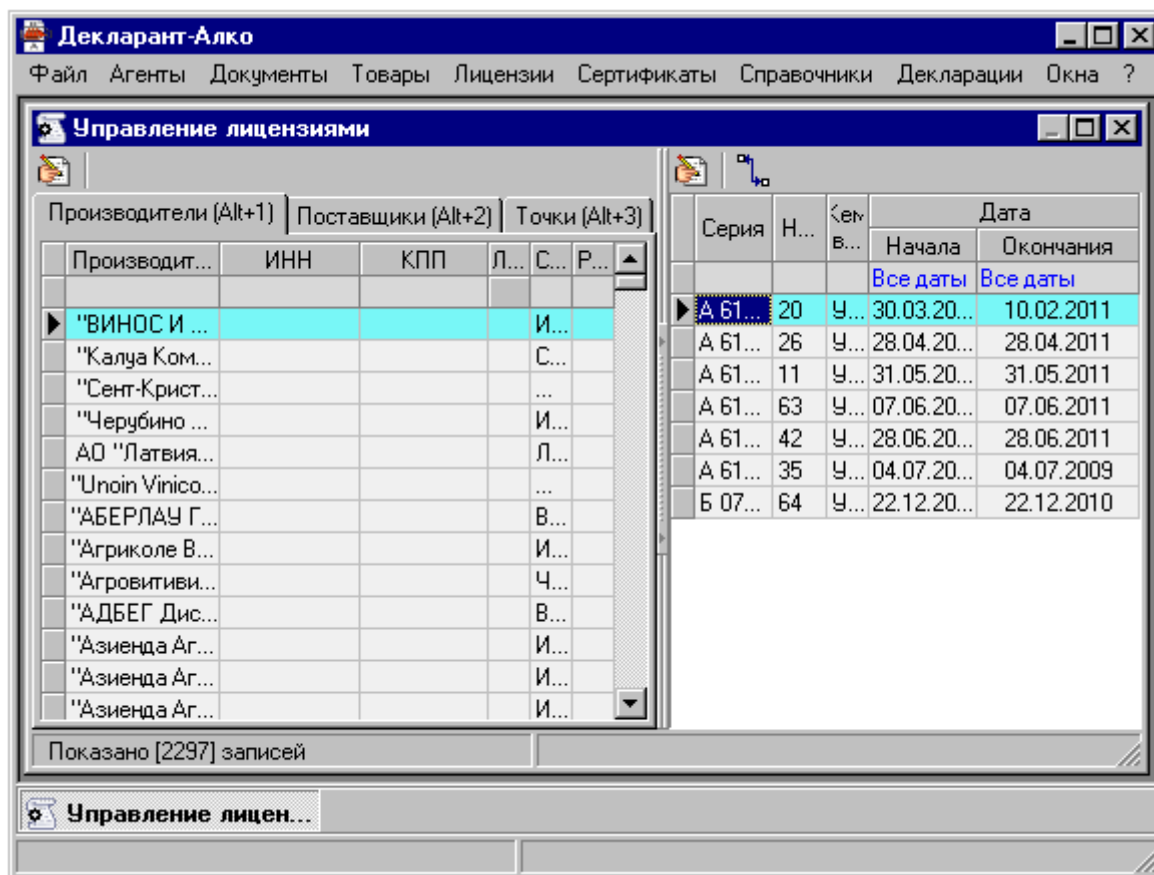 Декларант-Алко
Файл Агенты Документы Товары Лицензии Сертификаты Справочники Декларации Окна ?
Управление лицензиями
Производители (Alt+1) Поставщики (Alt+2) Точки (Alt+3)
Производит... ИНН КПП Л... С... Р...
"ВИНОС И ... И...
"Калуа Ком... С...
"Сент-Крист... ...
"Черубино ... И...
АО "Латвия... Л...
"Unoin Vinico... ...
"АБЕРЛАУ Г... В...
"Агриколе В... И...
"Агровитиви... Ч...
"АДБЕГ Дис... В...
"Азиенда Аг... И...
"Азиенда Аг... И...
"Азиенда Аг... И...
Серия Н... в... Дата
Начала Окончания
Все даты Все даты
А 61... 20 У... 30.03.20... 10.02.2011
А 61... 26 У... 28.04.20... 28.04.2011
А 61... 11 У... 31.05.20... 31.05.2011
А 61... 63 У... 07.06.20... 07.06.2011
А 61... 42 У... 28.06.20... 28.06.2011
А 61... 35 У... 04.07.20... 04.07.2009
Б 07... 64 У... 22.12.20... 22.12.2010
Показано [2297] записей
Управление лицен...